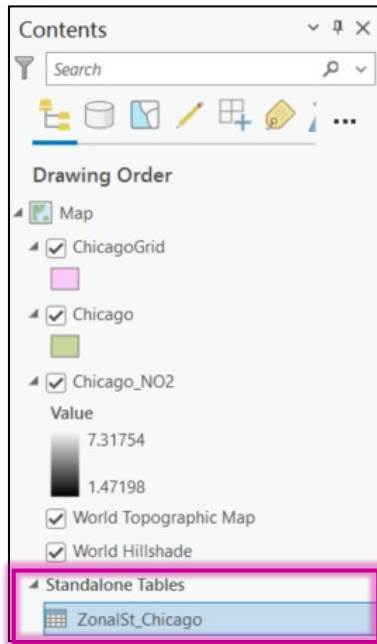 Contents
Search
Drawing Order
Map
ChicagoGrid
Chicago
Chicago_NO2
Value
7.31754
1.47198
World Topographic Map
World Hillshade
Standalone Tables
ZonalSt_Chicago